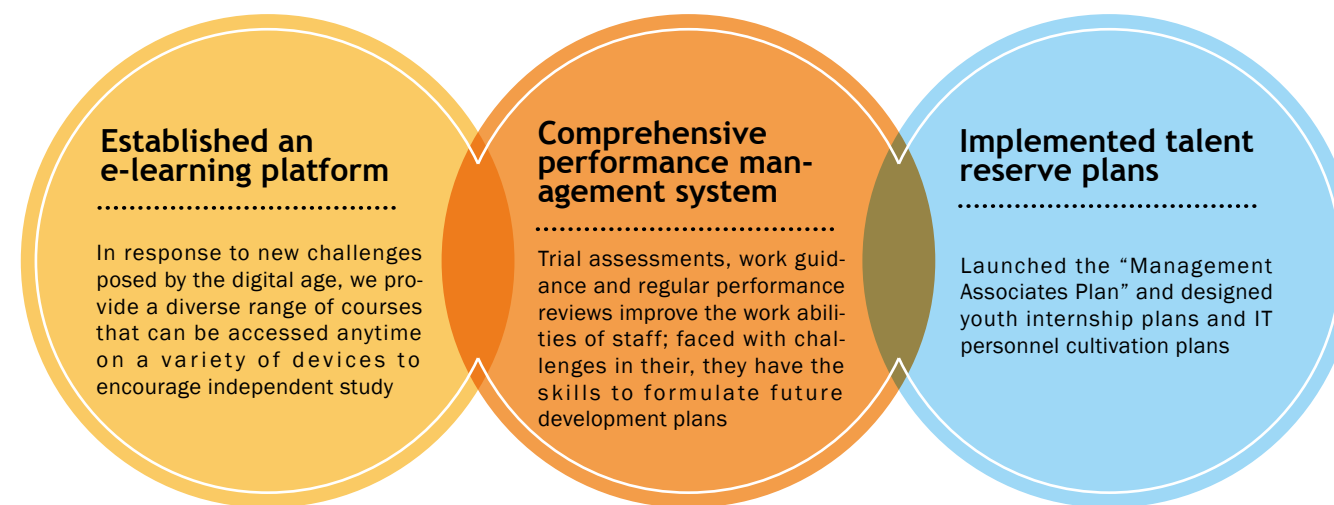 Established an
e-learning platform
In response to new challenges
posed by the digital age, we pro-
vide a diverse range of courses
that can be accessed anytime
on a variety of devices to
encourage independent study
Comprehensive
performance man-
agement system
Trial assessments, work guid-
ance and regular performance
reviews improve the work abili-
ties of staff; faced with chal-
lenges in their, they have the
skills to formulate future
development plans
Implemented talent
reserve plans
Launched the “Management
Associates Plan” and designed
youth internship plans and IT
personnel cultivation plans